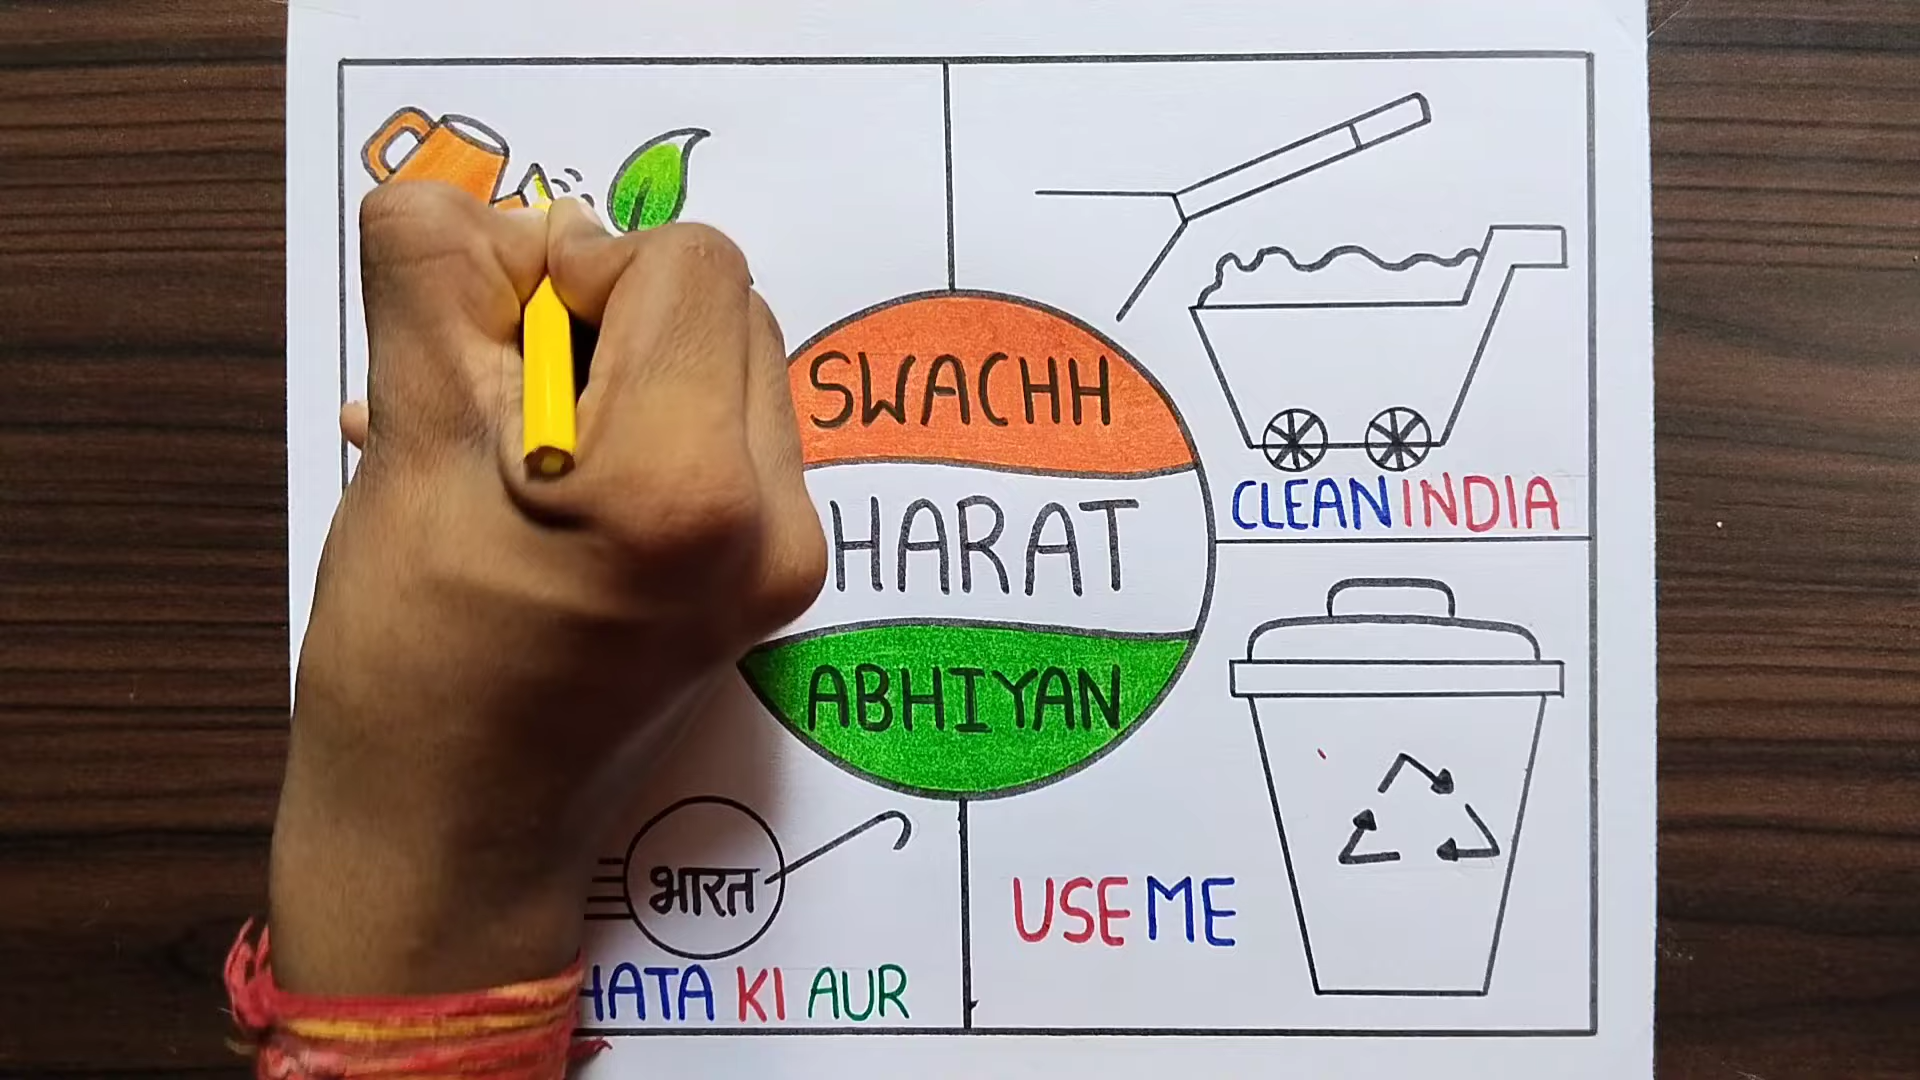 SWACHH
HARAT
ABHIYAN
CLEAN INDIA
USE ME
भारत
HATA KI AUR